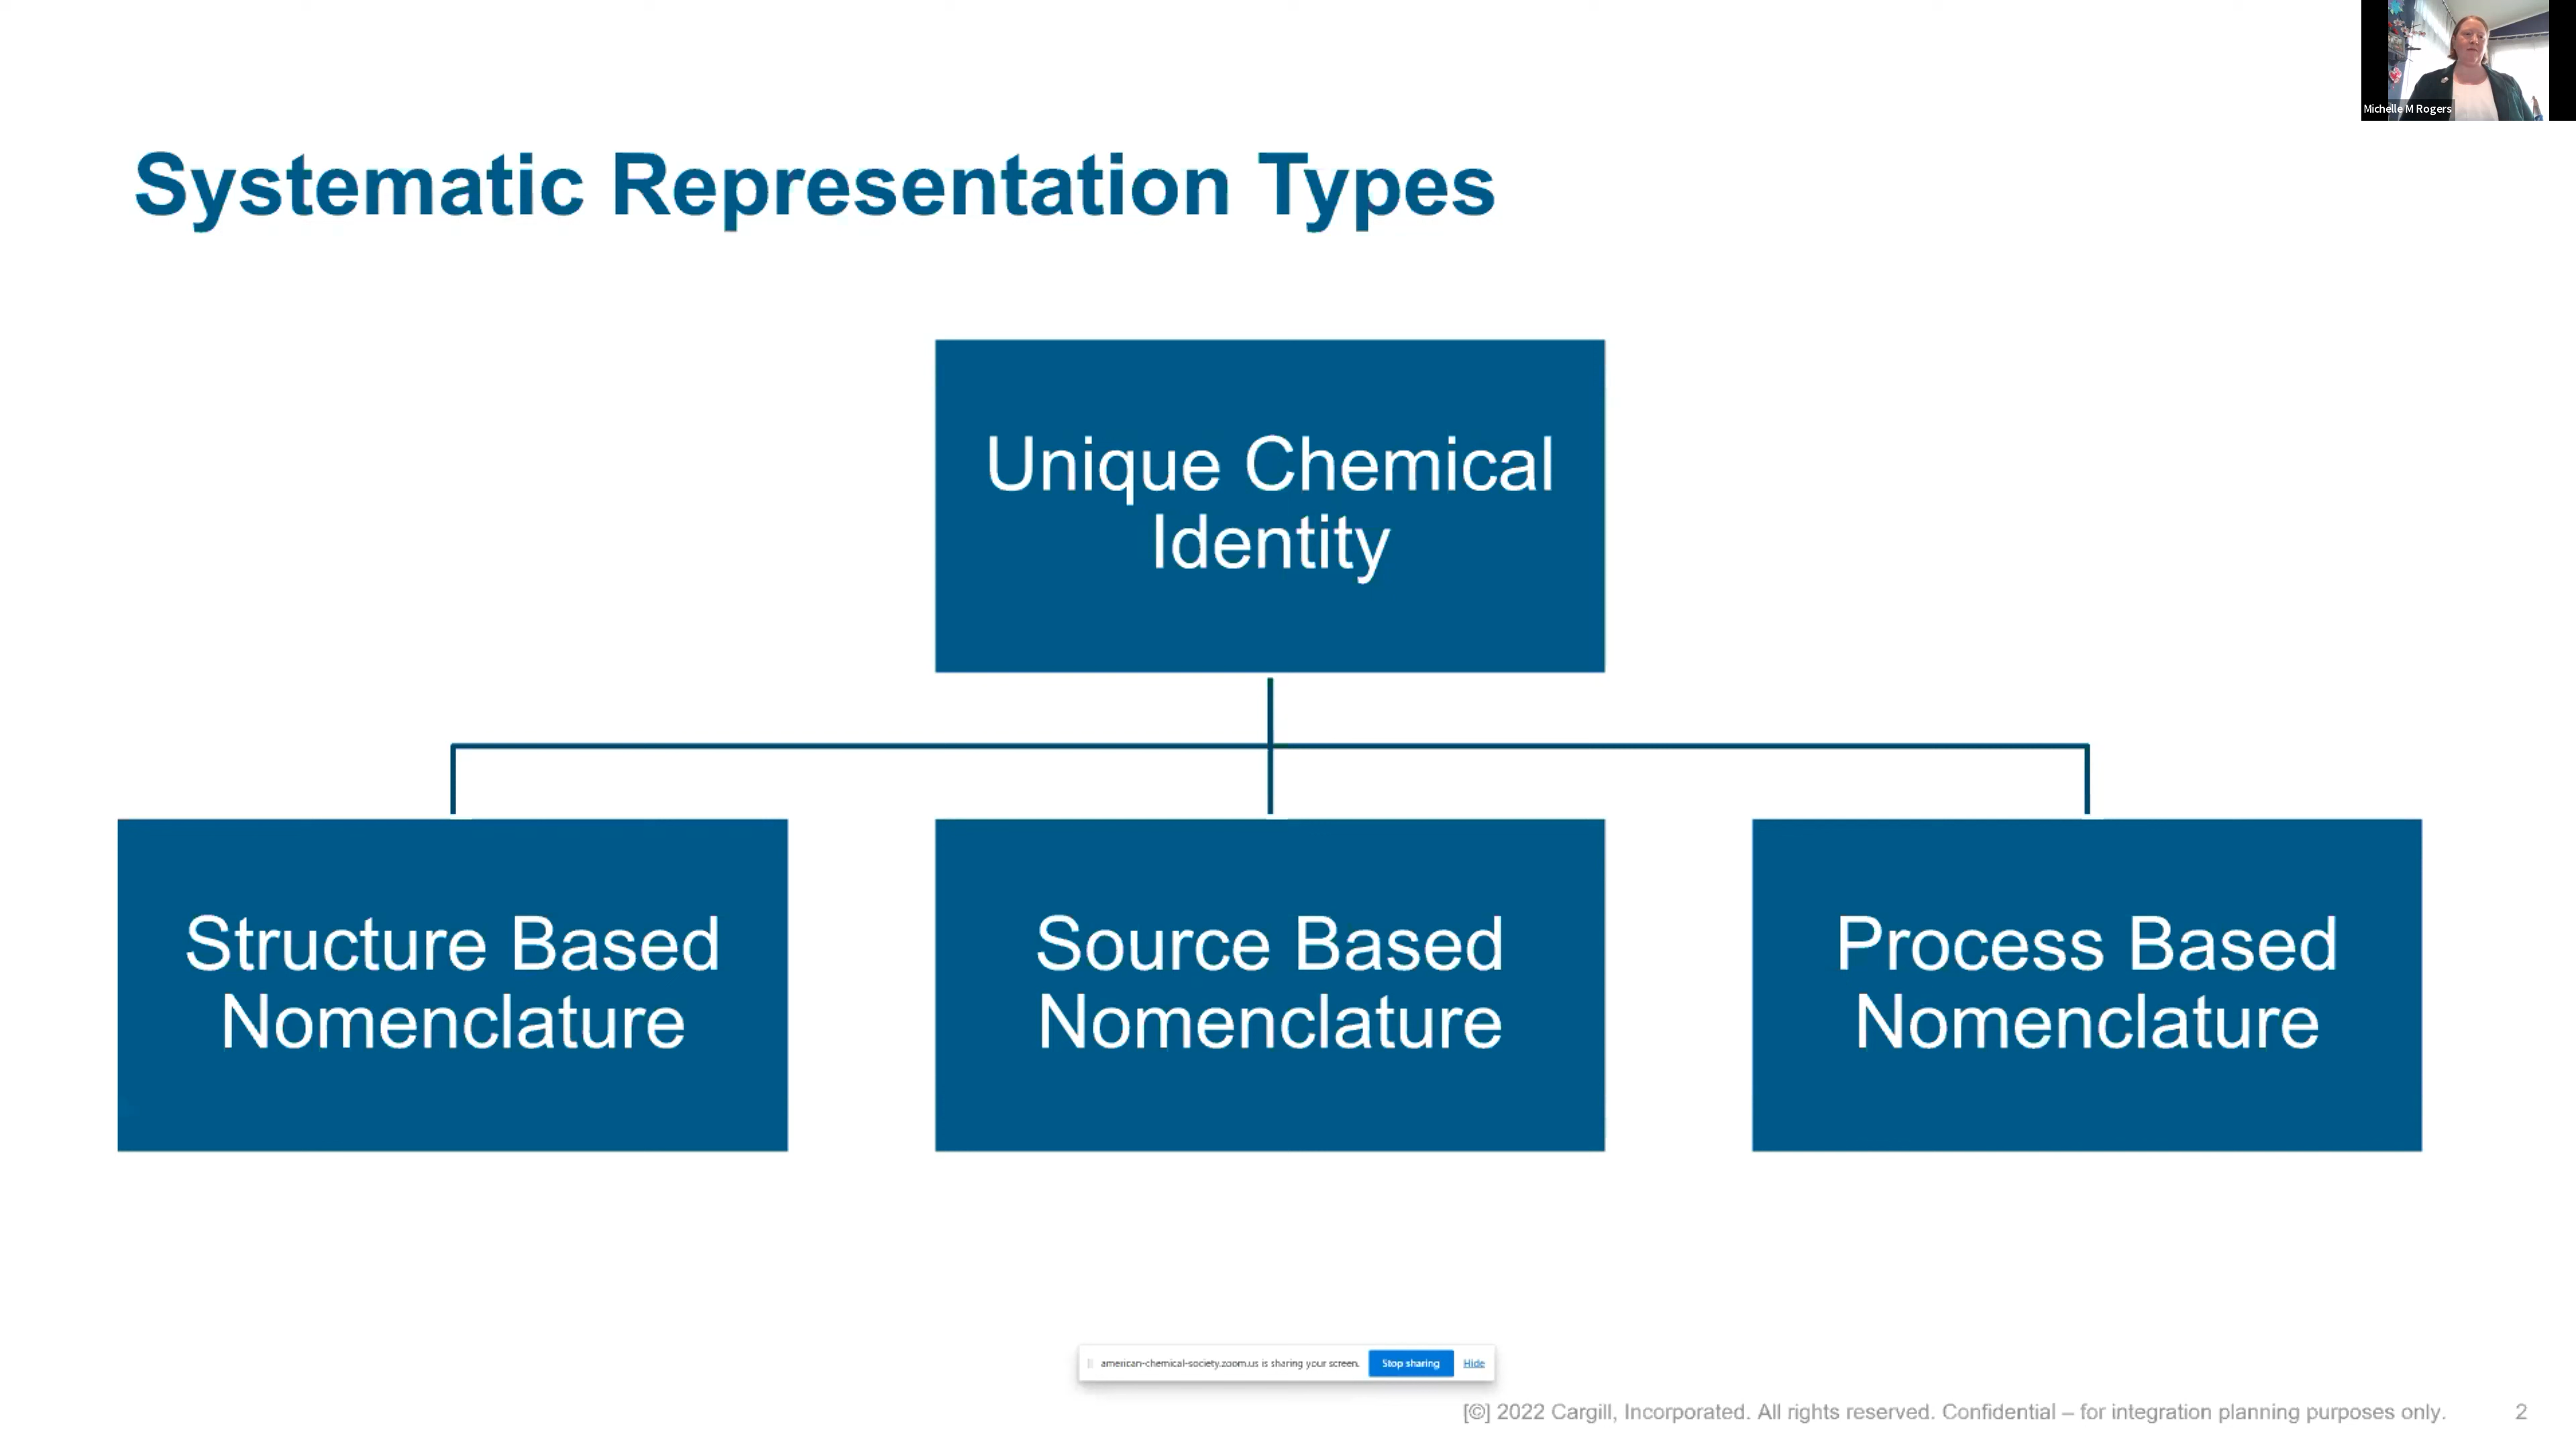 Michelle M Rogers
Systematic Representation Types
Unique Chemical
Identity
Structure Based
Nomenclature
Source Based
Nomenclature
Process Based
Nomenclature
american-chemical-society.zoom.us is sharing your screen. Stop sharing Hide
[©] 2022 Cargill, Incorporated. All rights reserved. Confidential – for integration planning purposes only. 2